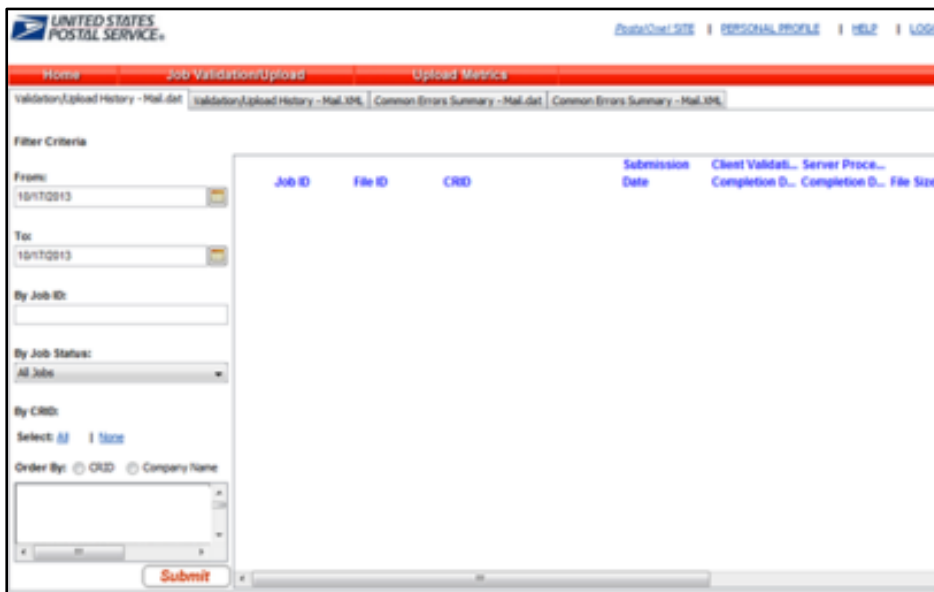 UNITED STATES
POSTAL SERVICE®
PostalOne! SITE | PERSONAL PROFILE | HELP |
Home Job Validation/Upload Upload Metrics
Validation/Upload History - Mail.dat Validation/Upload History - Mail.XML Common Errors Summary - Mail.dat Common Errors Summary - Mail.XML
Filter Criteria
From:
10/17/2013
To:
10/17/2013
By Job ID:
By Job Status:
All Jobs
By CRID:
Select: All | None
Order By: CRID Company Name
Submit
Submission Client Validati... Server Proce...
Job ID File ID CRID Date Completion D... Completion D... File Size